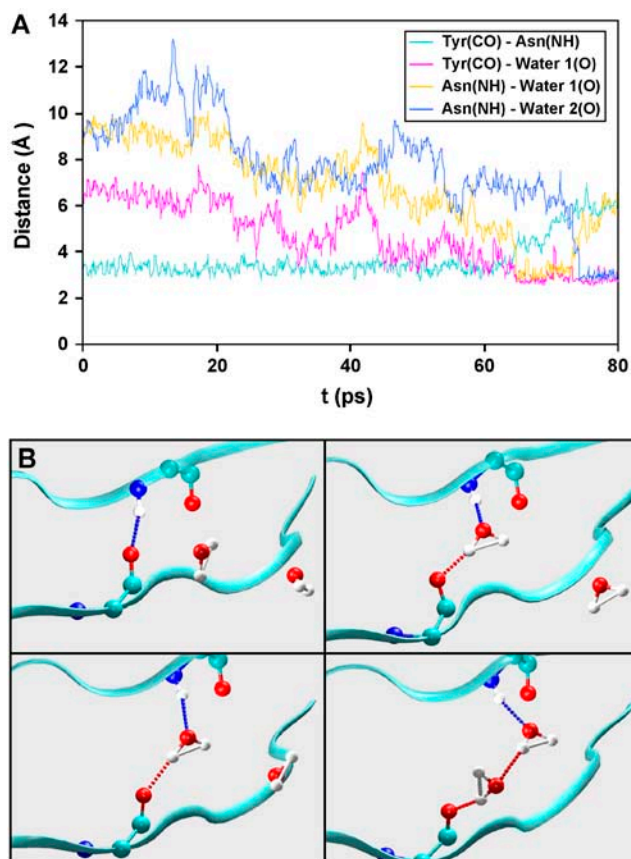 A
14
12
10
8
6
4
2
0
Distance (Å)
Tyr(CO) - Asn(NH)
Tyr(CO) - Water 1(O)
Asn(NH) - Water 1(O)
Asn(NH) - Water 2(O)
0 20 40 60 80
t (ps)
B